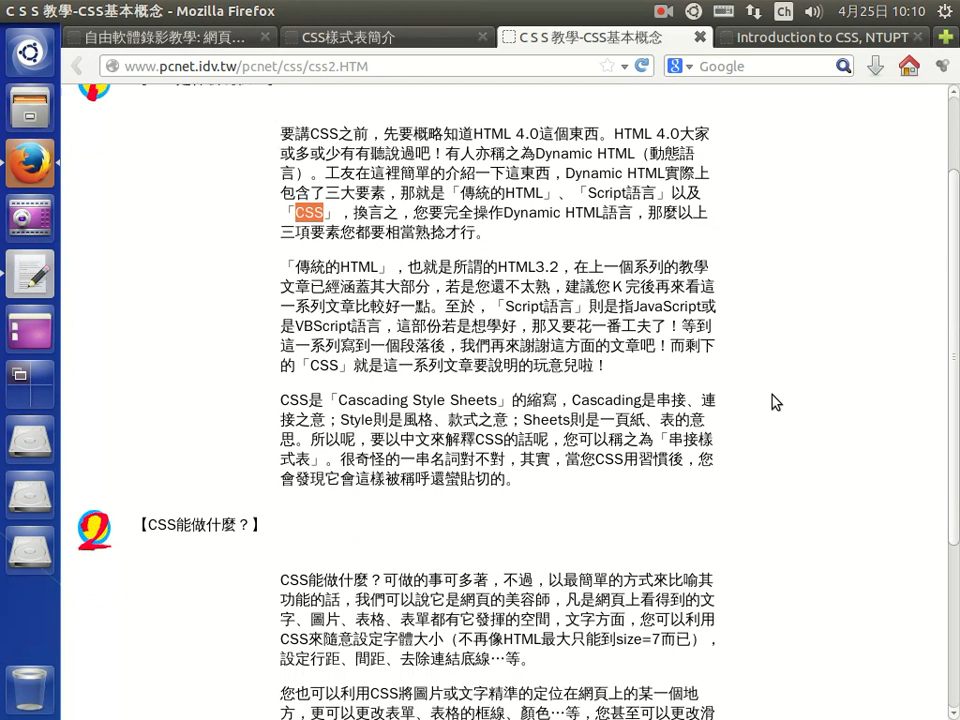 C S S 教學-CSS基本概念 - Mozilla Firefox
Ch
4月25日 10:10
自由軟體錄影教學: 網頁...
CSS樣式表簡介
C S S 教學-CSS基本概念
Introduction to CSS, NTUPT
www.pcnet.idv.tw/pcnet/css/css2.HTM
Google
要講CSS之前，先要概略知道HTML 4.0這個東西。HTML 4.0大家
或多或少有有聽說過吧！有人亦稱之為Dynamic HTML（動態語
言）。工友在這裡簡單的介紹一下這東西，Dynamic HTML實際上
包含了三大要素，那就是「傳統的HTML」、「Script語言」以及
「CSS」，換言之，您要完全操作Dynamic HTML語言，那麼以上
三項要素您都要相當熟捻才行。
「傳統的HTML」，也就是所謂的HTML3.2，在上一個系列的教學
文章已經涵蓋其大部分，若是您還不太熟，建議您Ｋ完後再來看這
一系列文章比較好一點。至於，「Script語言」則是指JavaScript或
是VBScript語言，這部份若是想學好，那又要花一番工夫了！等到
這一系列寫到一個段落後，我們再來謝謝這方面的文章吧！而剩下
的「CSS」就是這一系列文章要說明的玩意兒啦！
CSS是「Cascading Style Sheets」的縮寫，Cascading是串接、連
接之意；Style則是風格、款式之意；Sheets則是一頁紙、表的意
思。所以呢，要以中文來解釋CSS的話呢，您可以稱之為「串接樣
式表」。很奇怪的一串名詞對不對，其實，當您CSS用習慣後，您
會發現它會這樣被稱呼還蠻貼切的。
2
【CSS能做什麼？】
CSS能做什麼？可做的事可多著，不過，以最簡單的方式來比喻其
功能的話，我們可以說它是網頁的美容師，凡是網頁上看得到的文
字、圖片、表格、表單都有它發揮的空間，文字方面，您可以利用
CSS來隨意設定字體大小（不再像HTML最大只能到size=7而已），
設定行距、間距、去除連結底線…等。
您也可以利用CSS將圖片或文字精準的定位在網頁上的某一個地
方，更可以更改表單、表格的框線、顏色…等，您甚至可以更改滑